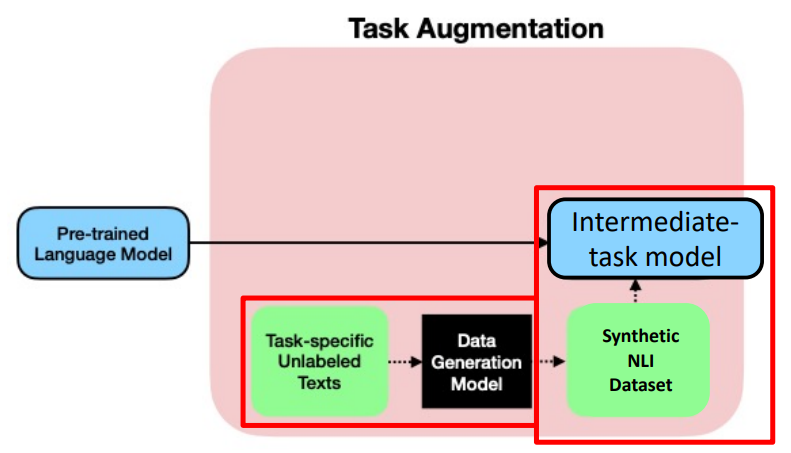 Task Augmentation
Pre-trained
Language Model
Intermediate-
task model
Task-specific
Unlabeled
Texts
Data
Generation
Model
Synthetic
NLI
Dataset